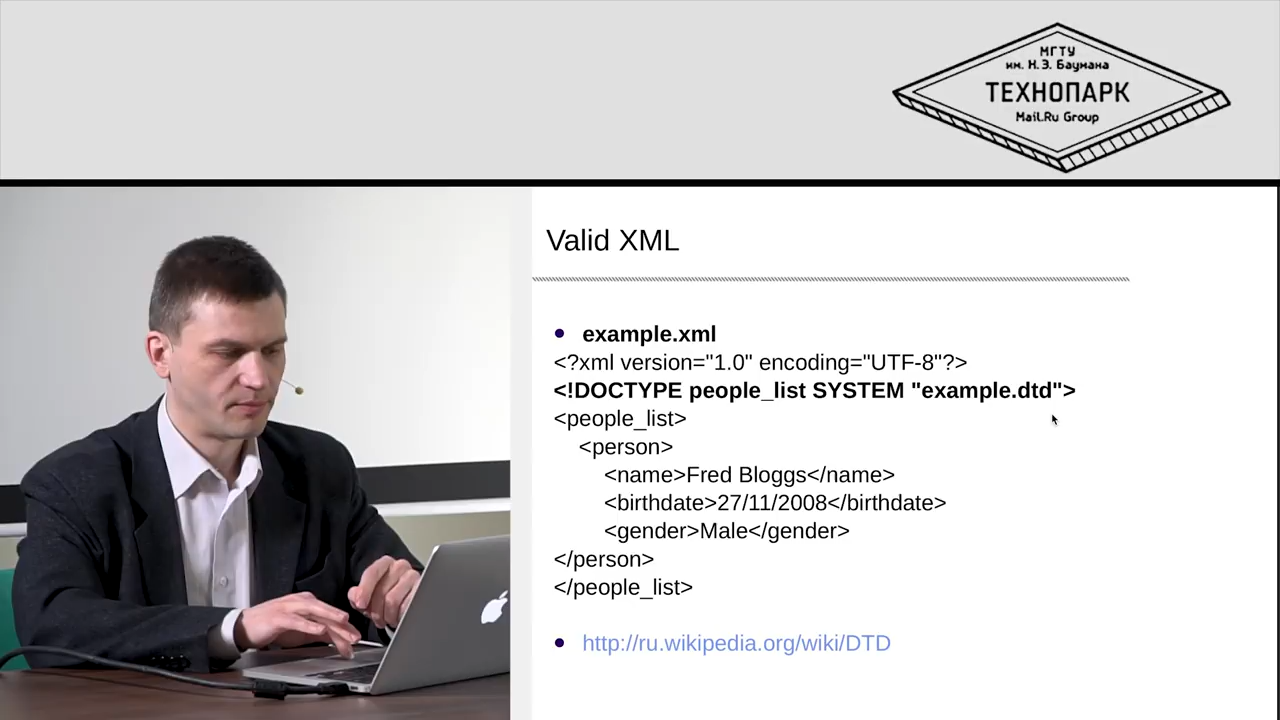 МГТУ
им. Н.Э. Баумана
ТЕХНОПАРК
Mail.Ru Group
Valid XML
• example.xml
<?xml version="1.0" encoding="UTF-8"?>
<!DOCTYPE people_list SYSTEM "example.dtd">
<people_list>
<person>
<name>Fred Bloggs</name>
<birthdate>27/11/2008</birthdate>
<gender>Male</gender>
</person>
</people_list>
• http://ru.wikipedia.org/wiki/DTD